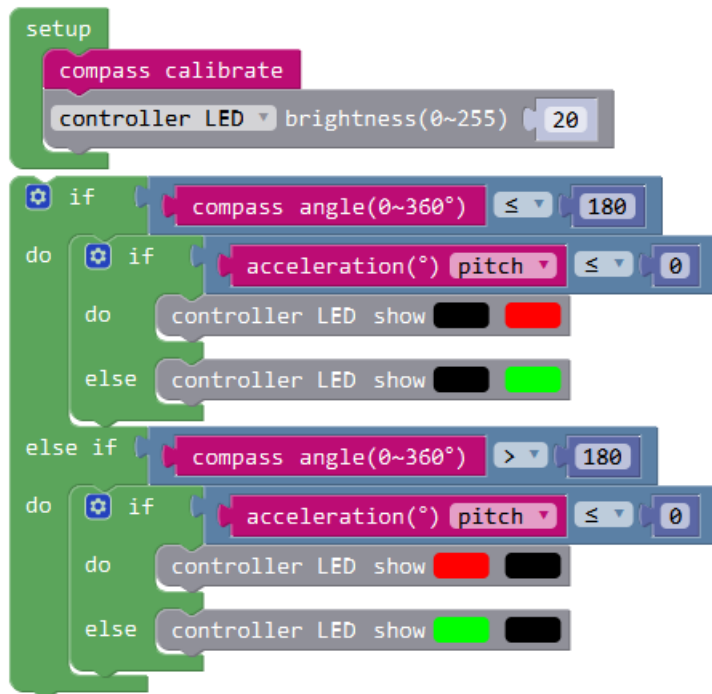 setup
compass calibrate
controller LED brightness(0~255) 20
if compass angle(0~360°) ≤ 180
do if acceleration(°) pitch ≤ 0
do controller LED show
else controller LED show
else if compass angle(0~360°) > 180
do if acceleration(°) pitch ≤ 0
do controller LED show
else controller LED show